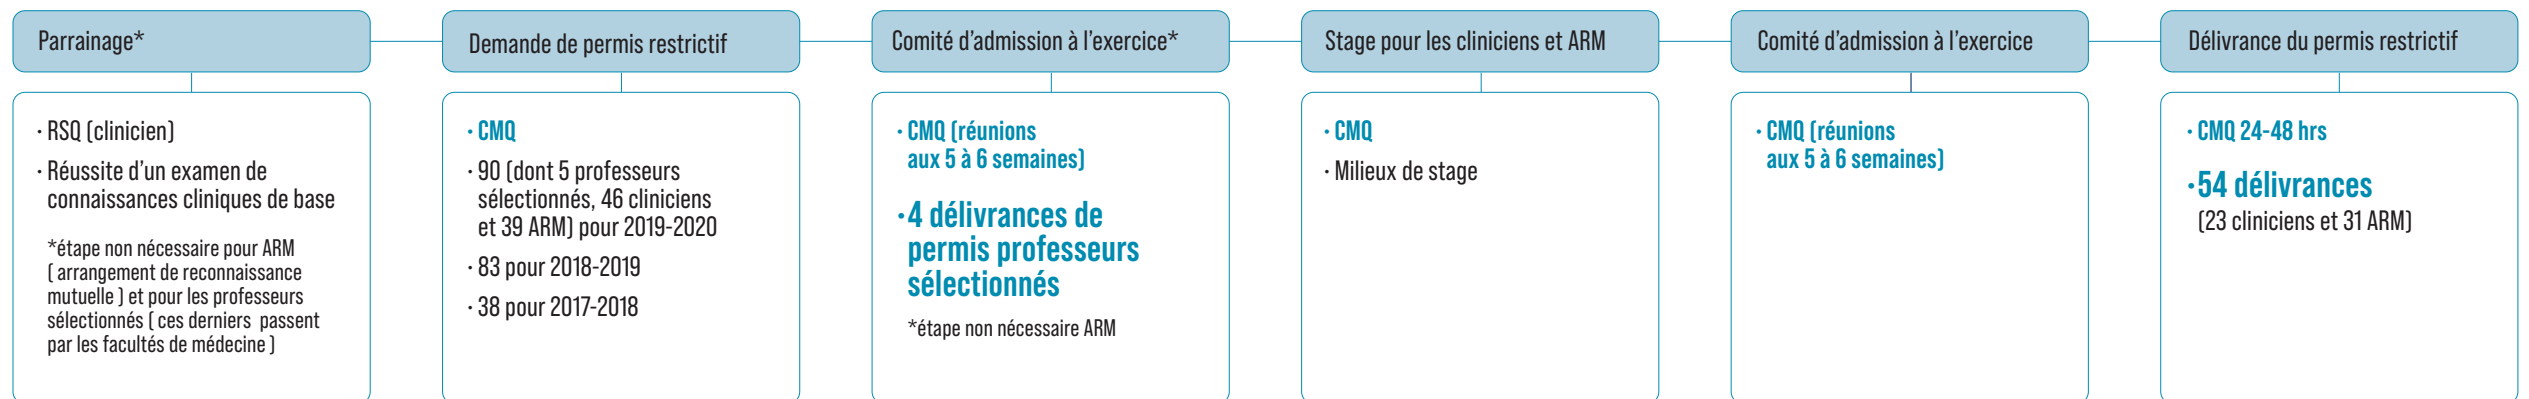 Parrainage*
· RSQ (clinicien)
· Réussite d'un examen de
connaissances cliniques de base
*étape non nécessaire pour ARM
( arrangement de reconnaissance
mutuelle ) et pour les professeurs
sélectionnés ( ces derniers passent
par les facultés de médecine )
Demande de permis restrictif
· CMQ
· 90 (dont 5 professeurs
sélectionnés, 46 cliniciens
et 39 ARM) pour 2019-2020
· 83 pour 2018-2019
· 38 pour 2017-2018
Comité d'admission à l'exercice*
· CMQ (réunions
aux 5 à 6 semaines)
· 4 délivrances de
permis professeurs
sélectionnés
*étape non nécessaire ARM
Stage pour les cliniciens et ARM
· CMQ
· Milieux de stage
Comité d'admission à l'exercice
· CMQ (réunions
aux 5 à 6 semaines)
Délivrance du permis restrictif
· CMQ 24-48 hrs
· 54 délivrances
(23 cliniciens et 31 ARM)